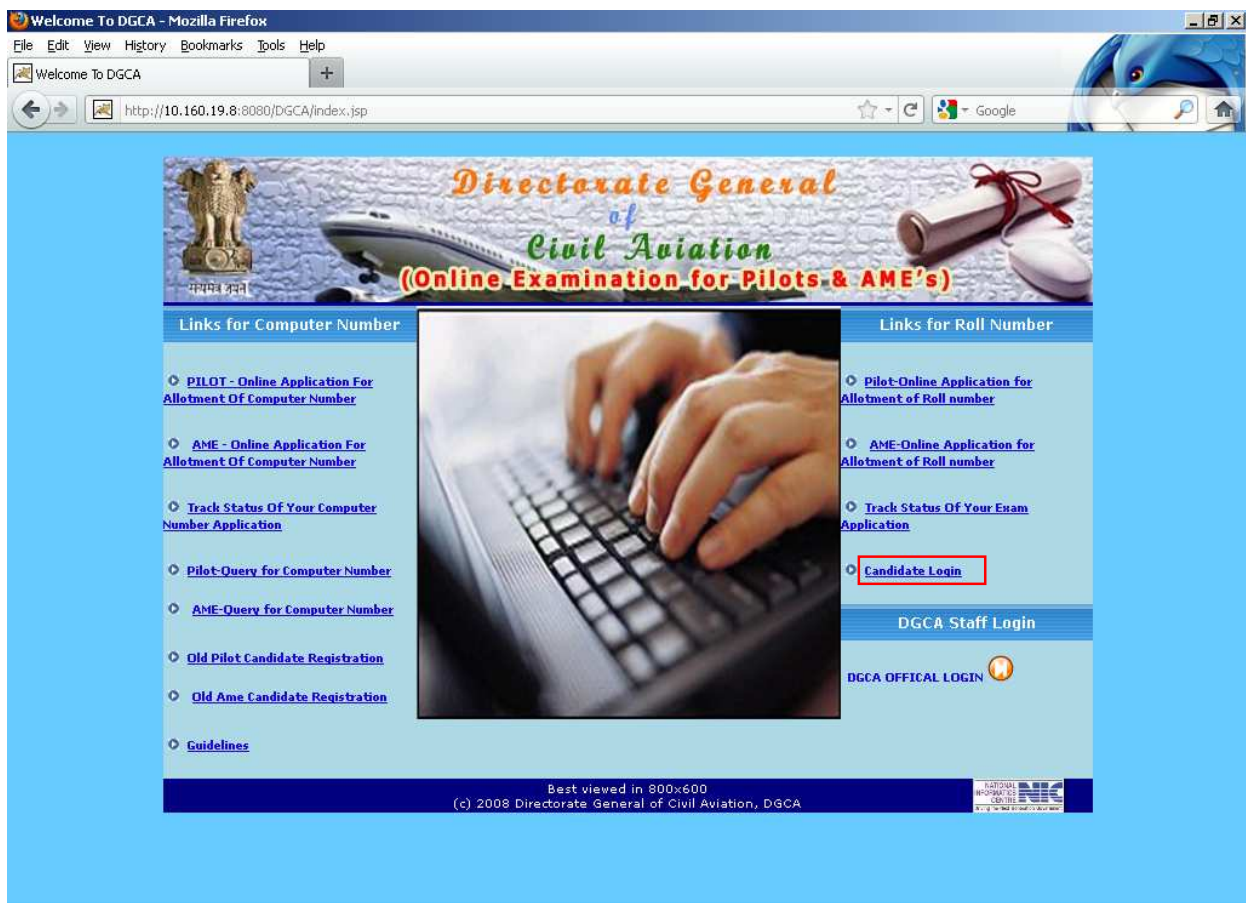 Welcome To DGCA - Mozilla Firefox
File Edit View History Bookmarks Tools Help
Welcome To DGCA
http://10.160.19.8:8080/DGCA/index.jsp
Google
Directorate General
of
Civil Aviation
(Online Examination for Pilots & AME's)
सत्यमेव जयते
Links for Computer Number
PILOT - Online Application For
Allotment Of Computer Number
AME - Online Application For
Allotment Of Computer Number
Track Status Of Your Computer
Number Application
Pilot-Query for Computer Number
AME-Query for Computer Number
Old Pilot Candidate Registration
Old Ame Candidate Registration
Guidelines
Links for Roll Number
Pilot-Online Application for
Allotment of Roll number
AME-Online Application for
Allotment of Roll number
Track Status Of Your Exam
Application
Candidate Login
DGCA Staff Login
DGCA OFFICAL LOGIN
Best viewed in 800x600
(c) 2008 Directorate General of Civil Aviation, DGCA
NATIONAL
INFORMATICS
CENTRE
NIC